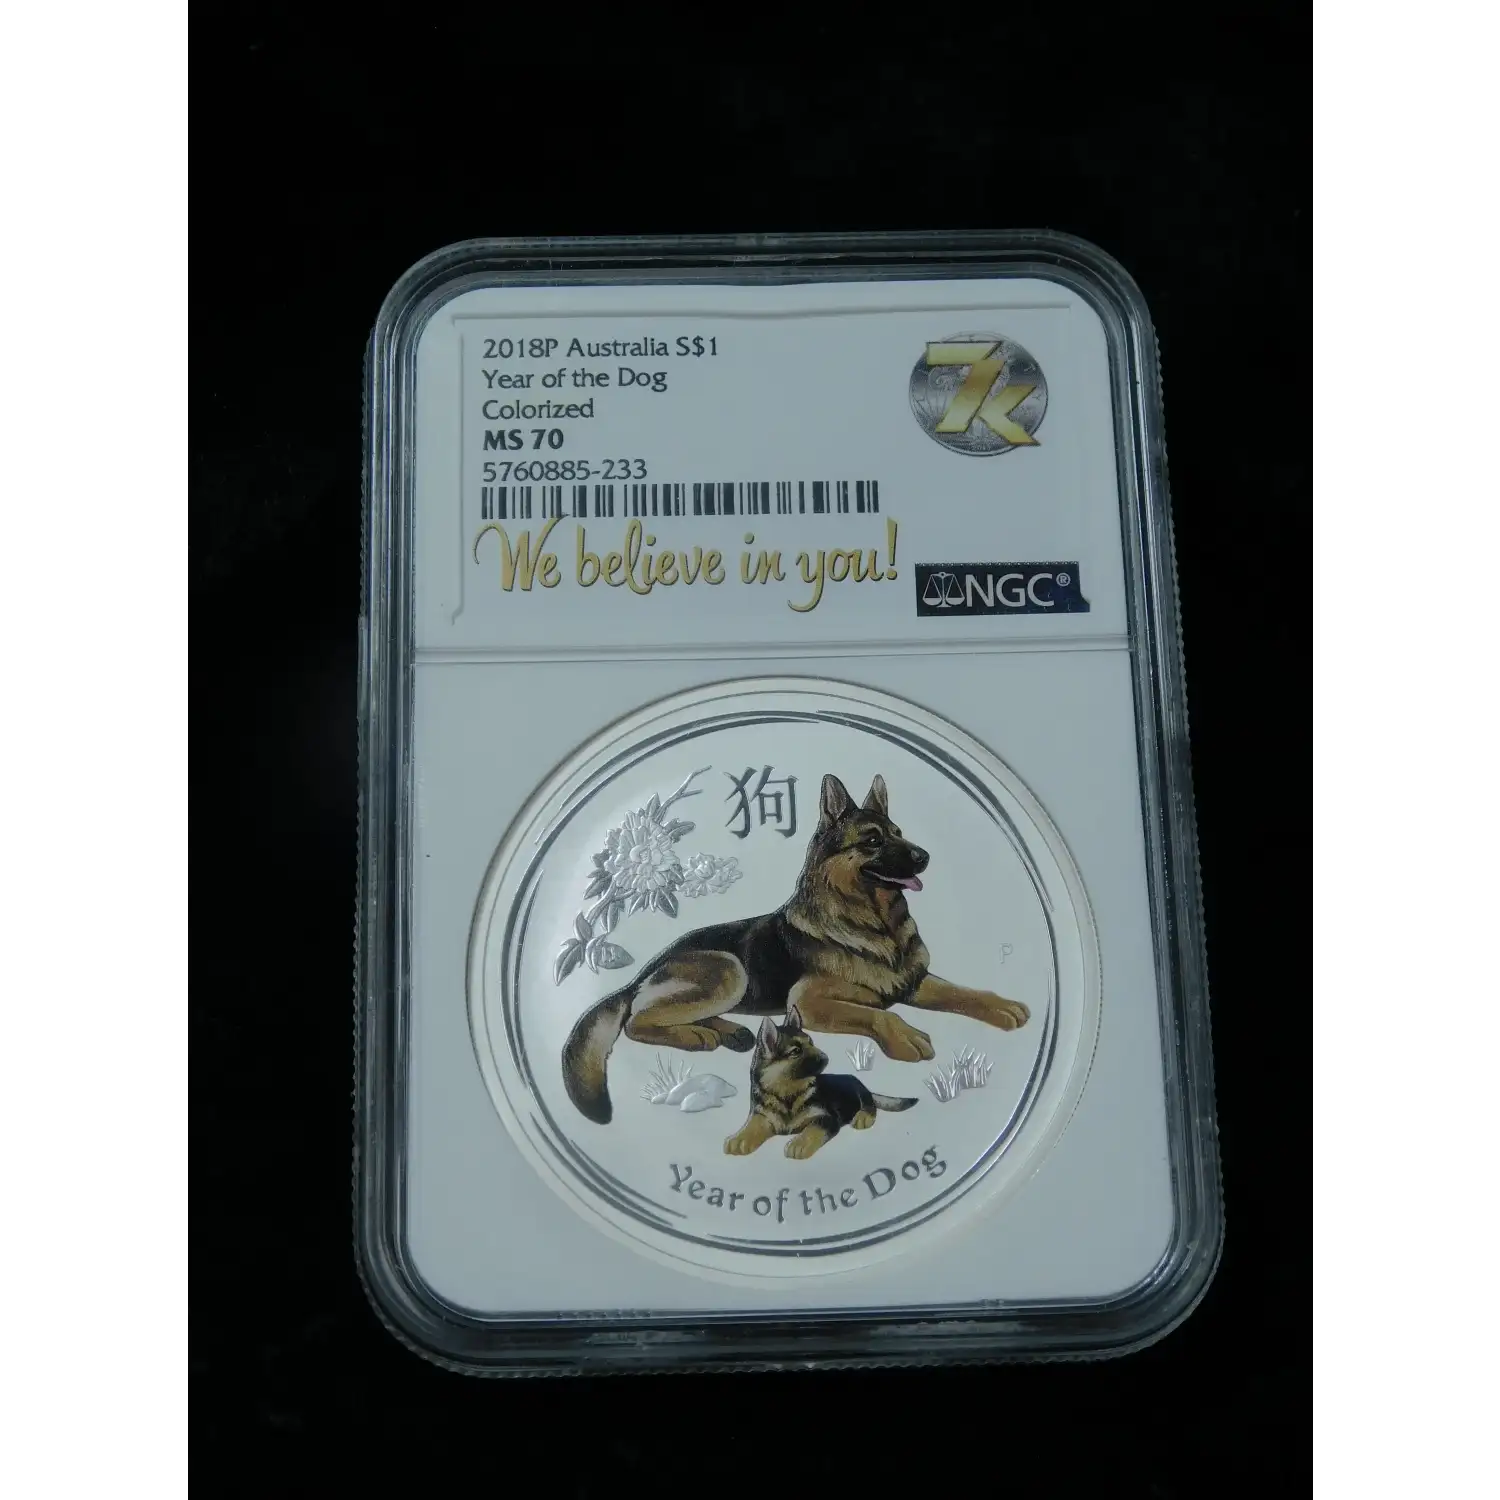 2018P Australia S$1
Year of the Dog
Colorized
MS 70
5760885-233
7k
We believe in you!
NGC®
狗
P
Year of the Dog